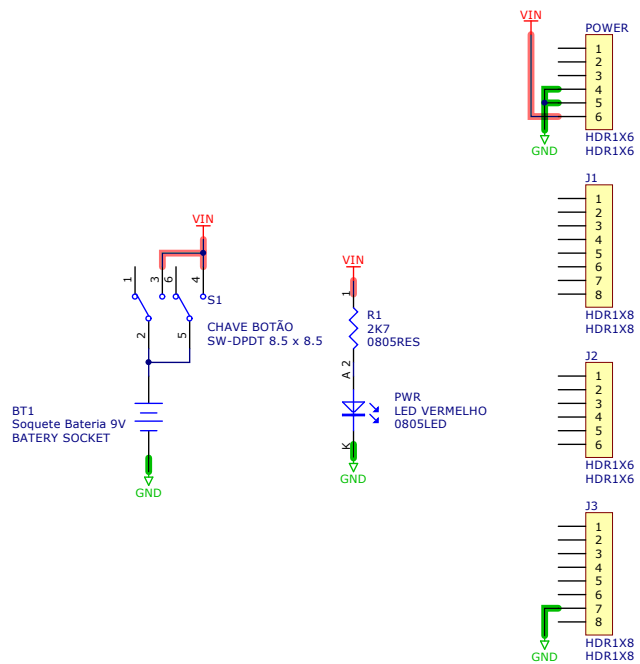 VIN
POWER
1
2
3
4
5
6
GND
HDR1X6
HDR1X6
J1
1
2
3
4
5
6
7
8
HDR1X8
HDR1X8
VIN
1
3
6
4
S1
2
5
CHAVE BOTÃO
SW-DPDT 8.5 x 8.5
BT1
Soquete Bateria 9V
BATERY SOCKET
GND
VIN
1
R1
2K7
0805RES
2
A
PWR
LED VERMELHO
0805LED
K
GND
J2
1
2
3
4
5
6
HDR1X6
HDR1X6
J3
1
2
3
4
5
6
7
8
GND
HDR1X8
HDR1X8